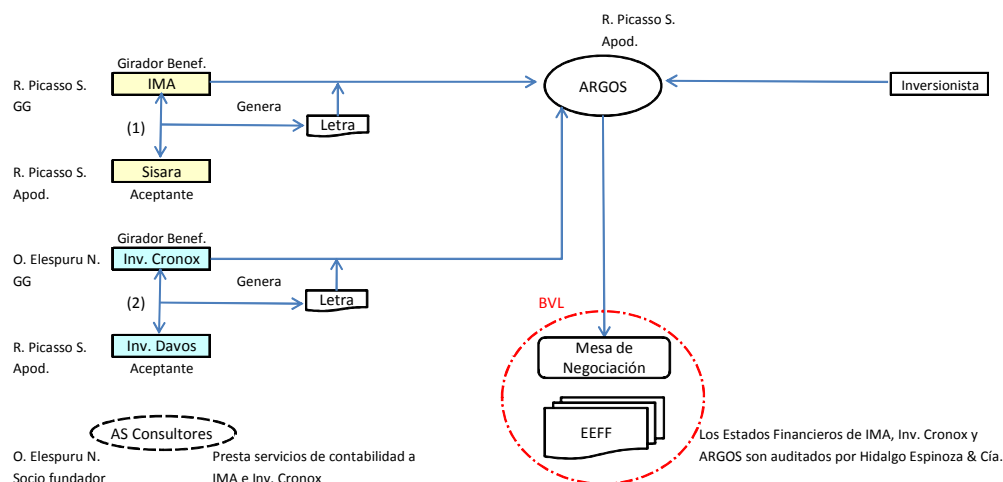 R. Picasso S.
Apod.
Girador Benef.
R. Picasso S.
GG
IMA
ARGOS
Inversionista
Genera
(1)
Letra
R. Picasso S.
Apod.
Sisara
Aceptante
Girador Benef.
O. Elespuru N.
GG
Inv. Cronox
Genera
(2)
Letra
BVL
R. Picasso S.
Apod.
Inv. Davos
Aceptante
Mesa de
Negociación
AS Consultores
EEFF
Los Estados Financieros de IMA, Inv. Cronox y
ARGOS son auditados por Hidalgo Espinoza & Cía.
O. Elespuru N.
Socio fundador
Presta servicios de contabilidad a
IMA e Inv. Cronox